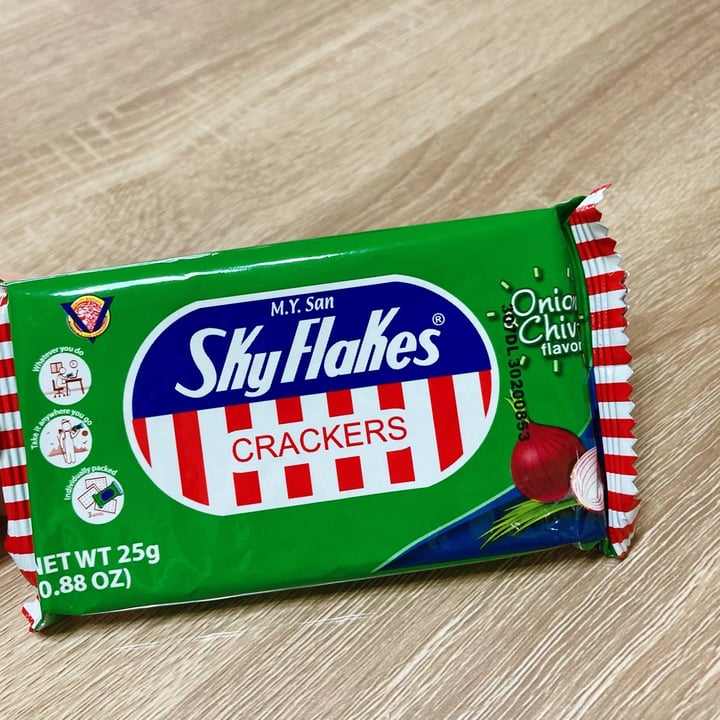 M.Y. San
SkyFlakes®
CRACKERS
Onion
Chive
flavor
Whatever you do
Take it anywhere you go
Individually packed
NET WT 25g
0.88 OZ)